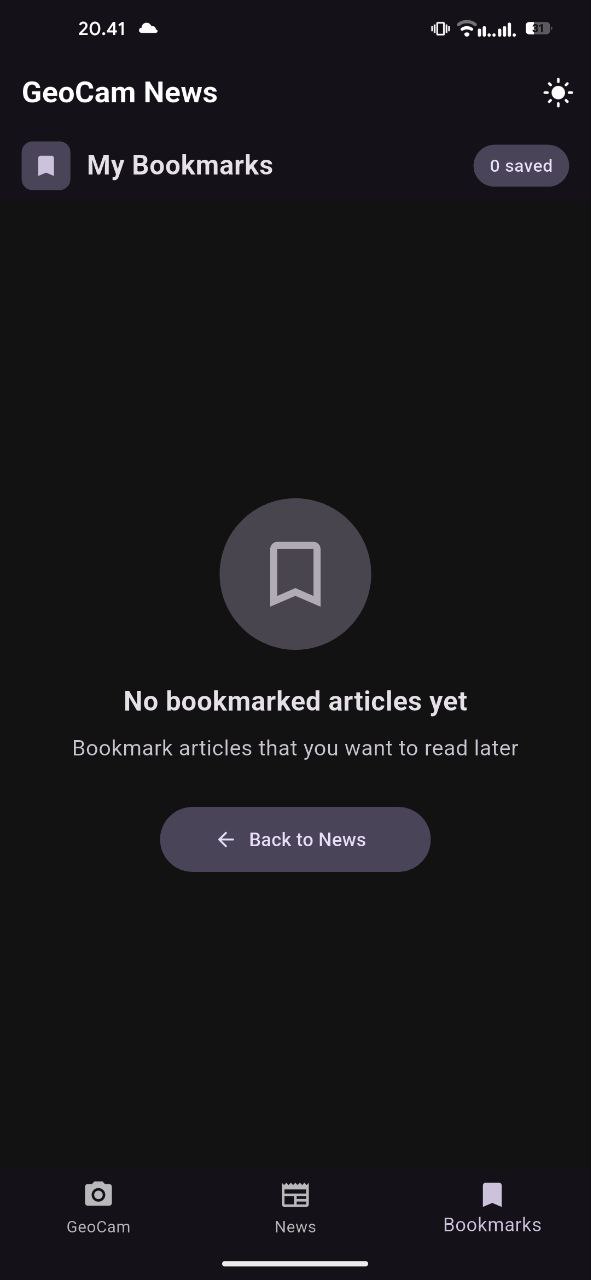 20.41
31
GeoCam News
My Bookmarks
0 saved
No bookmarked articles yet
Bookmark articles that you want to read later
Back to News
GeoCam
News
Bookmarks